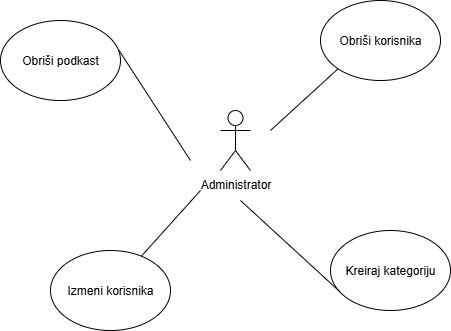 Obriši podkast
Obriši korisnika
Administrator
Izmeni korisnika
Kreiraj kategoriju